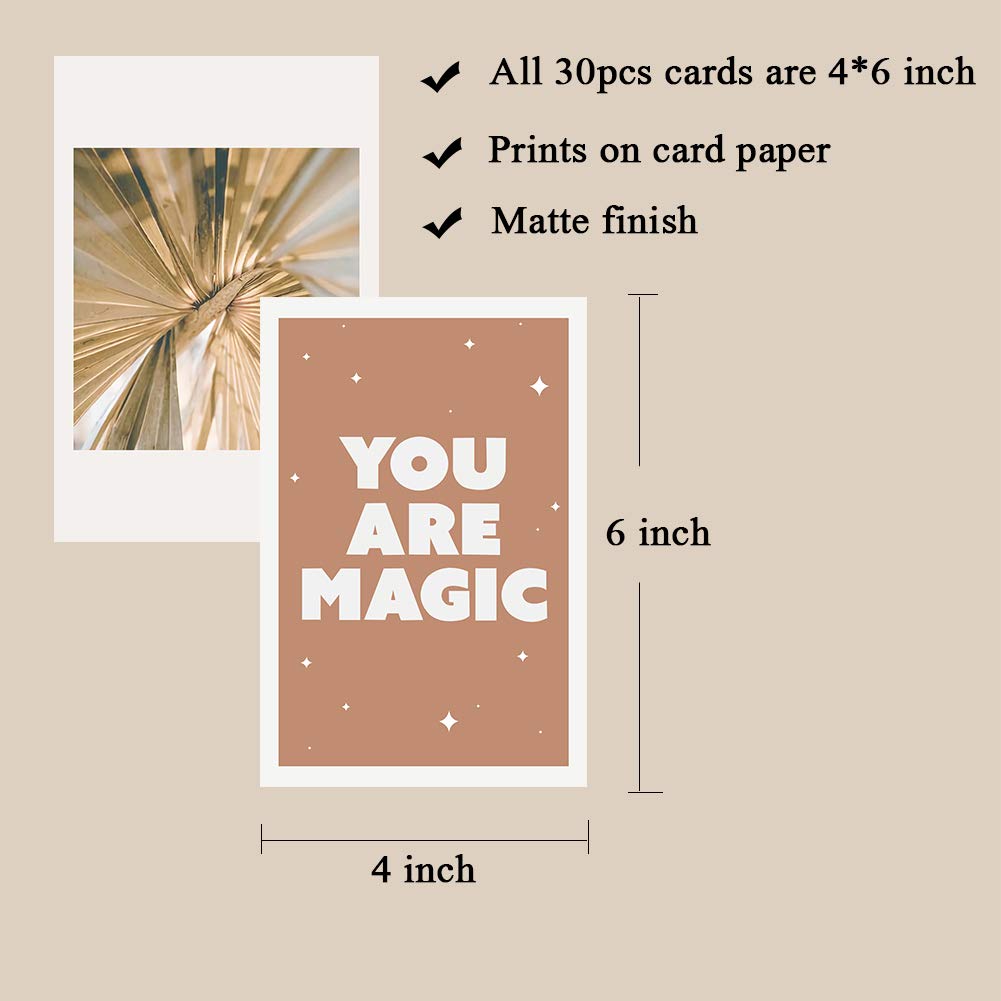 All 30pcs cards are 4*6 inch
Prints on card paper
Matte finish
YOU
ARE
MAGIC
6 inch
4 inch